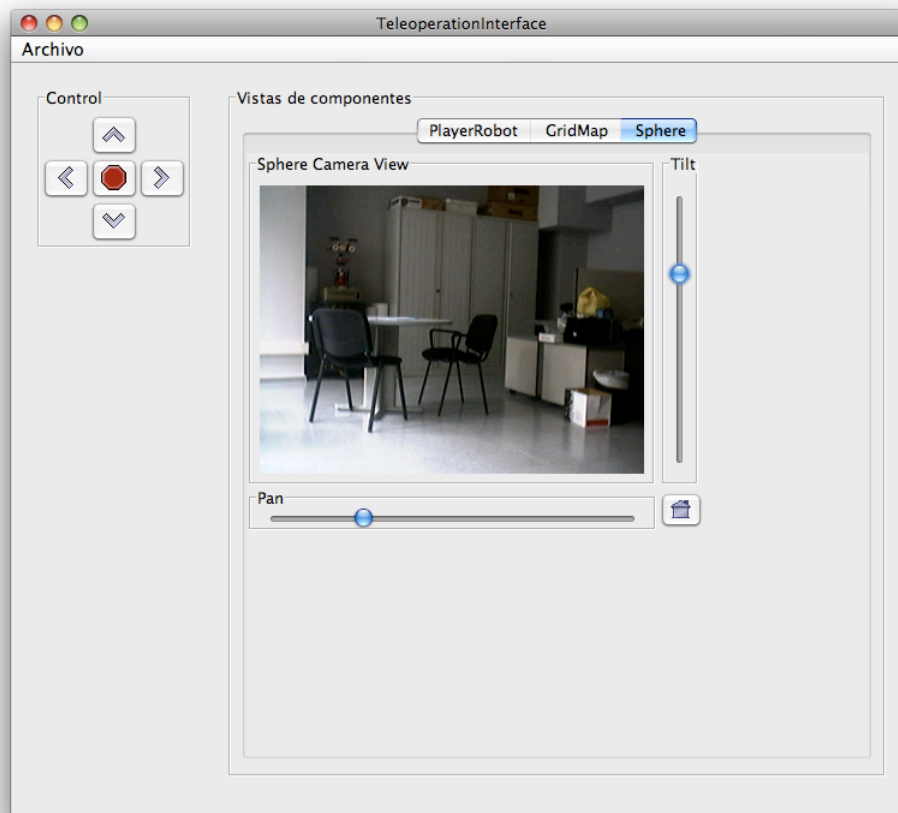 TeleoperationInterface
Archivo
Control
Vistas de componentes
PlayerRobot GridMap Sphere
Sphere Camera View
Tilt
Pan